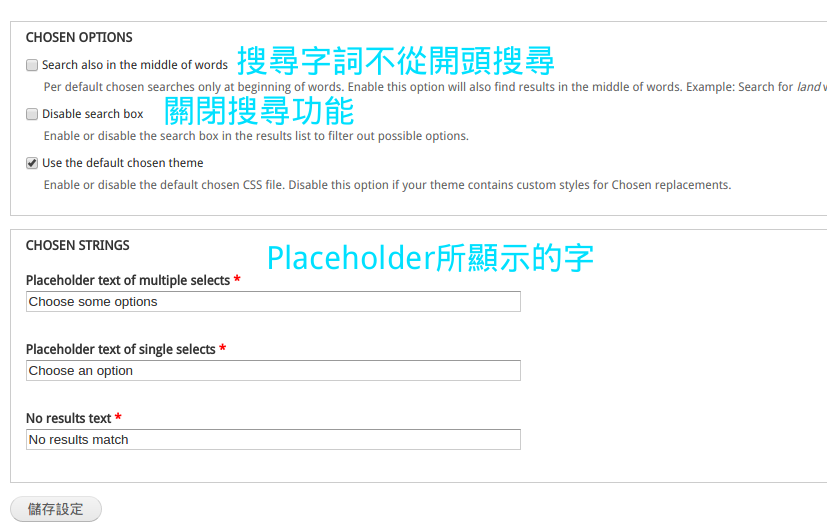 CHOSEN OPTIONS
Search also in the middle of words 搜尋字詞不從開頭搜尋
Per default chosen searches only at beginning of words. Enable this option will also find results in the middle of words. Example: Search for land
Disable search box 關閉搜尋功能
Enable or disable the search box in the results list to filter out possible options.
Use the default chosen theme
Enable or disable the default chosen CSS file. Disable this option if your theme contains custom styles for Chosen replacements.
CHOSEN STRINGS
Placeholder所顯示的字
Placeholder text of multiple selects *
Choose some options
Placeholder text of single selects *
Choose an option
No results text *
No results match
儲存設定